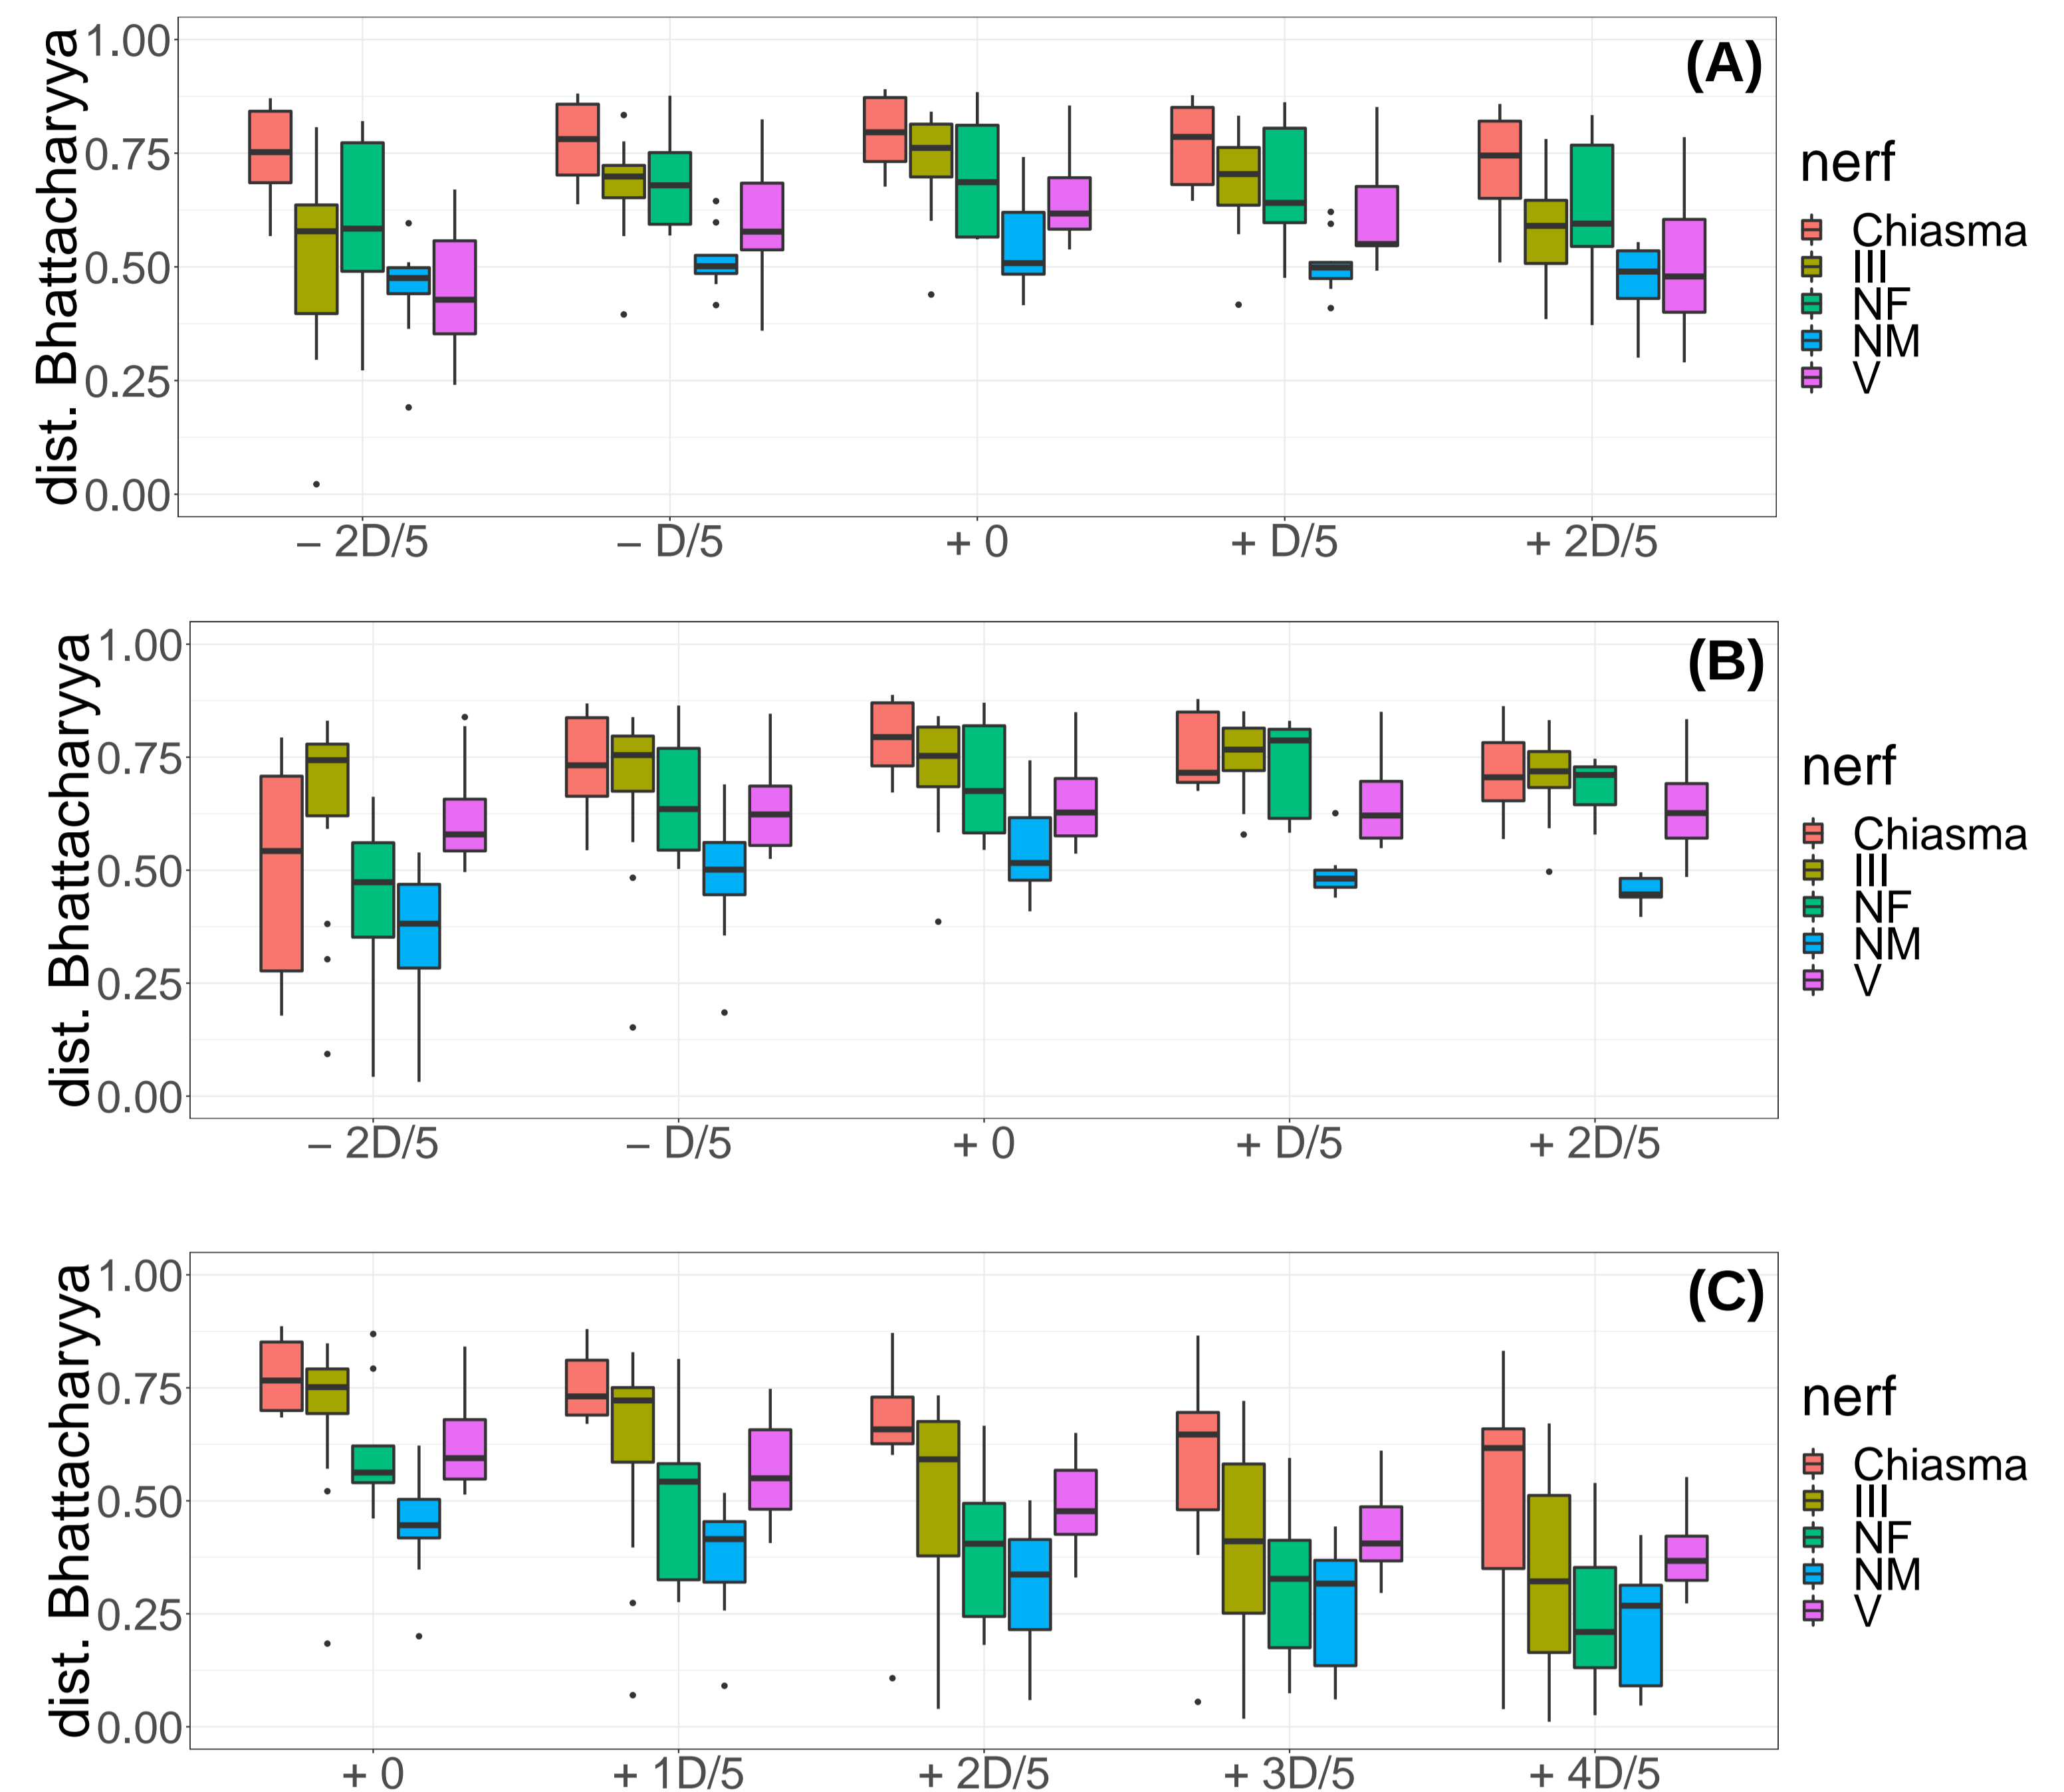 (A)
dist. Bhattacharyya
1.00
0.75
0.50
0.25
0.00
− 2D/5 − D/5 + 0 + D/5 + 2D/5
nerf
Chiasma
III
NF
NM
V
(B)
dist. Bhattacharyya
1.00
0.75
0.50
0.25
0.00
− 2D/5 − D/5 + 0 + D/5 + 2D/5
nerf
Chiasma
III
NF
NM
V
(C)
dist. Bhattacharyya
1.00
0.75
0.50
0.25
0.00
+ 0 + 1D/5 + 2D/5 + 3D/5 + 4D/5
nerf
Chiasma
III
NF
NM
V